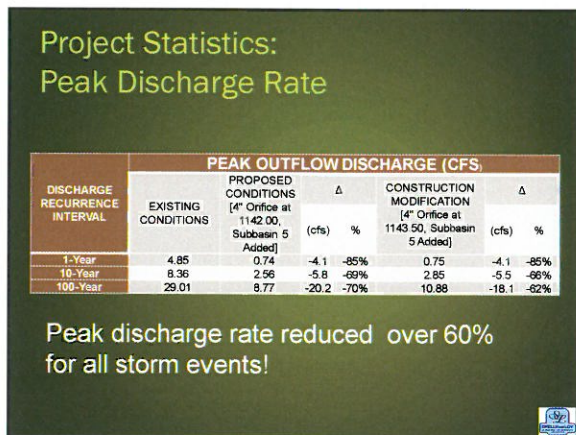 Project Statistics:
Peak Discharge Rate
PEAK OUTFLOW DISCHARGE (CFS)
DISCHARGE RECURRENCE INTERVAL
EXISTING CONDITIONS
PROPOSED CONDITIONS [4" Orifice at 1142.00, Subbasin 5 Added]
Δ
(cfs) %
CONSTRUCTION MODIFICATION [4" Orifice at 1143.50, Subbasin 5 Added]
Δ
(cfs) %
1-Year 4.85 0.74 -4.1 -85% 0.75 -4.1 -85%
10-Year 8.36 2.56 -5.8 -69% 2.85 -5.5 -66%
100-Year 29.01 8.77 -20.2 -70% 10.88 -18.1 -62%
Peak discharge rate reduced over 60%
for all storm events!